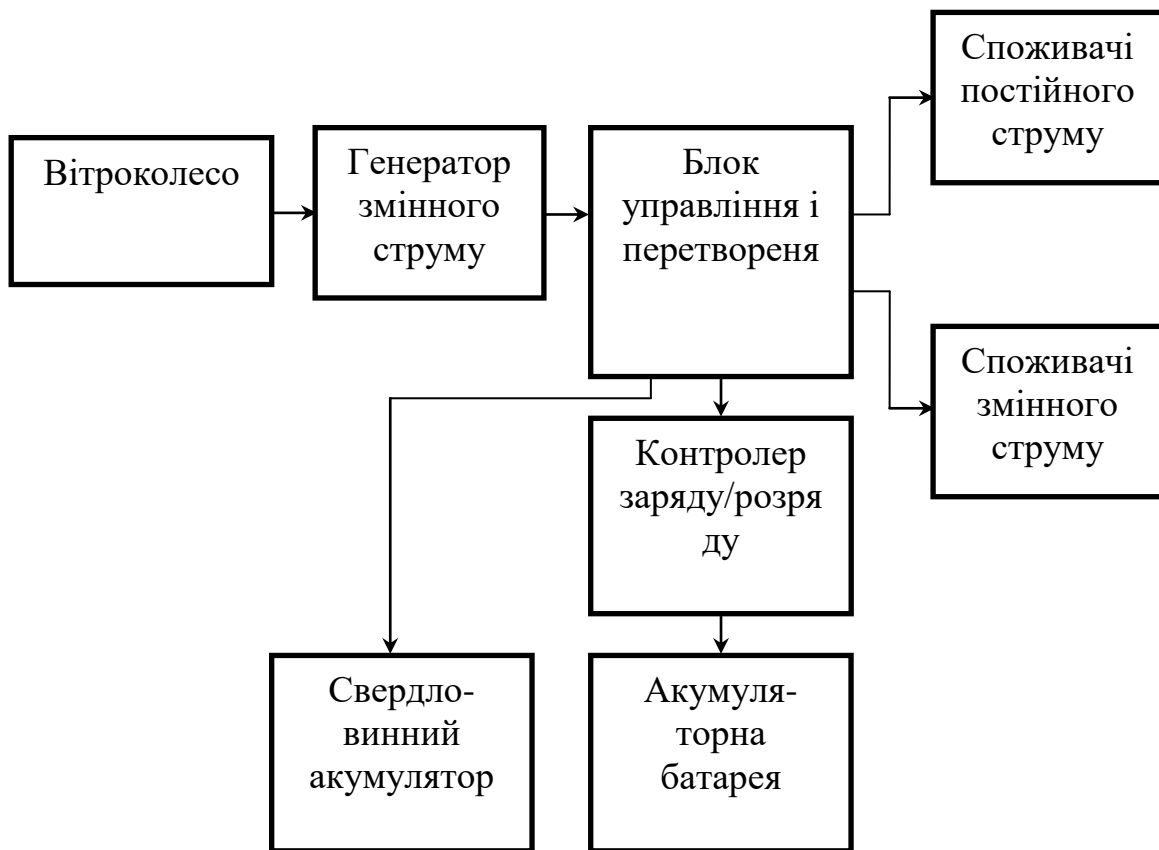 Вітроколесо
Генератор
змінного
струму
Блок
управління і
перетвореня
Споживачі
постійного
струму
Споживачі
змінного
струму
Контролер
заряду/розря
ду
Свердло-
винний
акумулятор
Акумуля-
торна
батарея